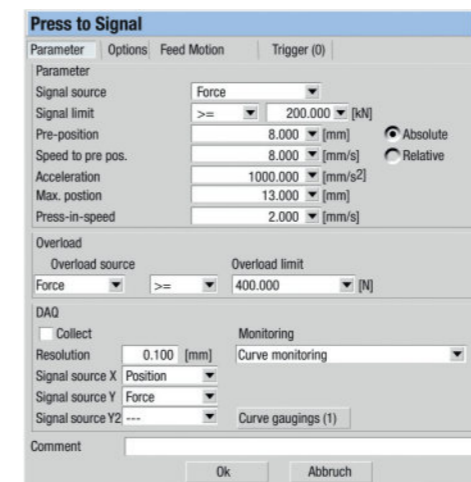 Press to Signal
Parameter Options Feed Motion Trigger (0)
Parameter
Signal source Force
Signal limit >= 200.000 [kN]
Pre-position 8.000 [mm] Absolute
Speed to pre pos. 8.000 [mm/s] Relative
Acceleration 1000.000 [mm/s2]
Max. postion 13.000 [mm]
Press-in-speed 2.000 [mm/s]
Overload
Overload source Overload limit
Force >= 400.000 [N]
DAQ
Collect Monitoring
Resolution 0.100 [mm] Curve monitoring
Signal source X Position
Signal source Y Force
Signal source Y2 --- Curve gaugings (1)
Comment
Ok Abbruch